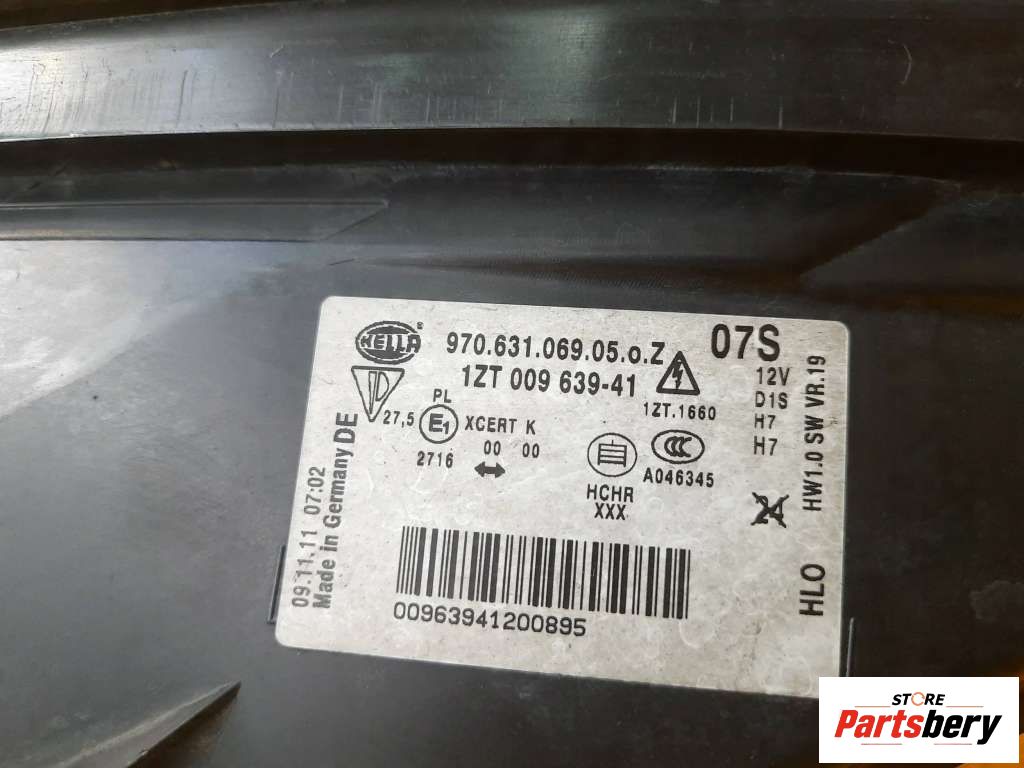 HELLA ®
970.631.069.05.o.Z
1ZT 009 639-41
07S
12V
D1S
H7
H7
1ZT.1660
27,5
PL
E1
2716
XCERT K
00 00
HCHR
XXX
A046345
24
HW1.0 SW VR.19
HLO
09.11.11 07:02
Made in Germany DE
00963941200895
STORE
Partsbery